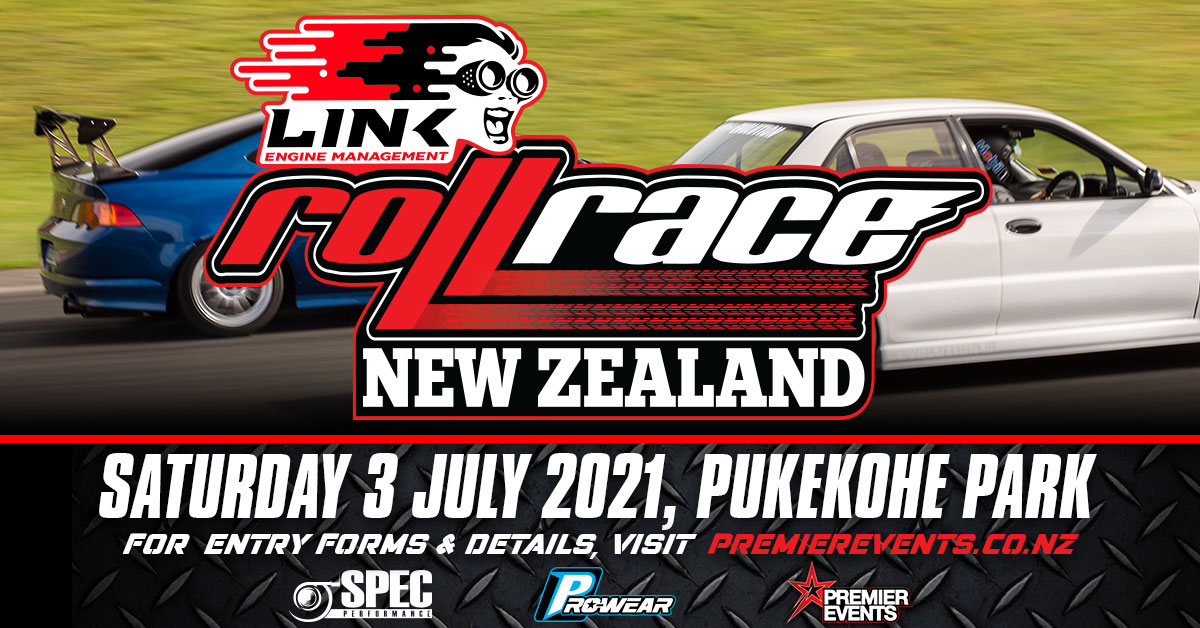 LINK
ENGINE MANAGEMENT
rollrace
NEW ZEALAND
SATURDAY 3 JULY 2021, PUKEKOHE PARK
FOR ENTRY FORMS & DETAILS, VISIT PREMIEREVENTS.CO.NZ
SPEC
PERFORMANCE
PROWEAR
PREMIER
EVENTS